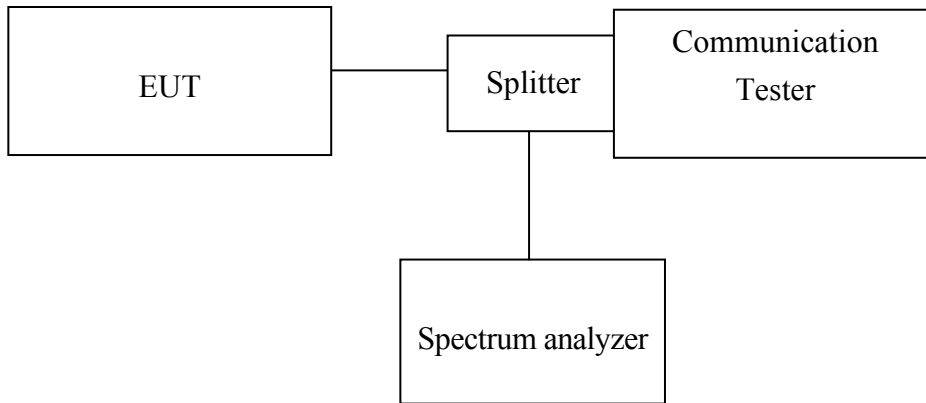 EUT
Splitter
Communication
Tester
Spectrum analyzer